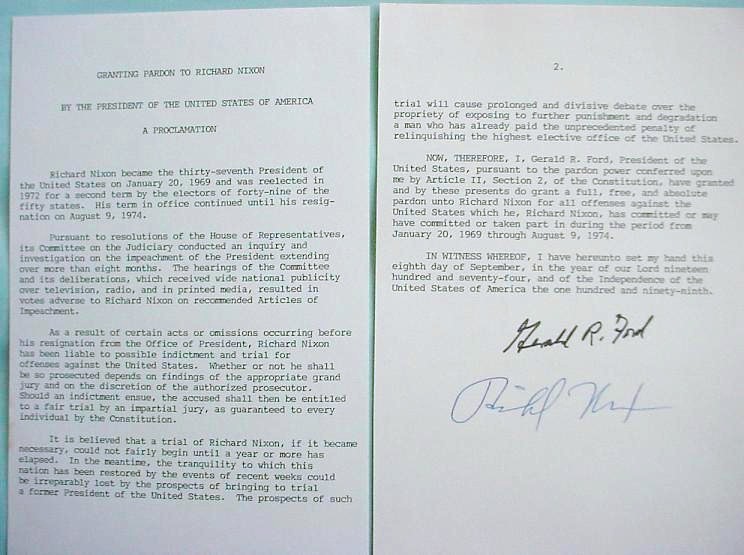 GRANTING PARDON TO RICHARD NIXON
BY THE PRESIDENT OF THE UNITED STATES OF AMERICA
A PROCLAMATION
Richard Nixon became the thirty-seventh President of
the United States on January 20, 1969 and was reelected in
1972 for a second term by the electors of forty-nine of the
fifty states. His term in office continued until his resig-
nation on August 9, 1974.
Pursuant to resolutions of the House of Representatives,
its Committee on the Judiciary conducted an inquiry and
investigation on the impeachment of the President extending
over more than eight months. The hearings of the Committee
and its deliberations, which received wide national publicity
over television, radio, and in printed media, resulted in
votes adverse to Richard Nixon on recommended Articles of
Impeachment.
As a result of certain acts or omissions occurring before
his resignation from the Office of President, Richard Nixon
has been liable to possible indictment and trial for
offenses against the United States. Whether or not he shall
be so prosecuted depends on findings of the appropriate grand
jury and on the discretion of the authorized prosecutor.
Should an indictment ensue, the accused shall then be entitled
to a fair trial by an impartial jury, as guaranteed to every
individual by the Constitution.
It is believed that a trial of Richard Nixon, if it became
necessary, could not fairly begin until a year or more has
elapsed. In the meantime, the tranquility to which this
nation has been restored by the events of recent weeks could
be irreparably lost by the prospects of bringing to trial
a former President of the United States. The prospects of such
2.
trial will cause prolonged and divisive debate over the
propriety of exposing to further punishment and degradation
a man who has already paid the unprecedented penalty of
relinquishing the highest elective office of the United States.
NOW, THEREFORE, I, Gerald R. Ford, President of the
United States, pursuant to the pardon power conferred upon
me by Article II, Section 2, of the Constitution, have granted
and by these presents do grant a full, free, and absolute
pardon unto Richard Nixon for all offenses against the
United States which he, Richard Nixon, has committed or may
have committed or taken part in during the period from
January 20, 1969 through August 9, 1974.
IN WITNESS WHEREOF, I have hereunto set my hand this
eighth day of September, in the year of our Lord nineteen
hundred and seventy-four, and of the Independence of the
United States of America the one hundred and ninety-ninth.
Gerald R. Ford
Richard Nixon